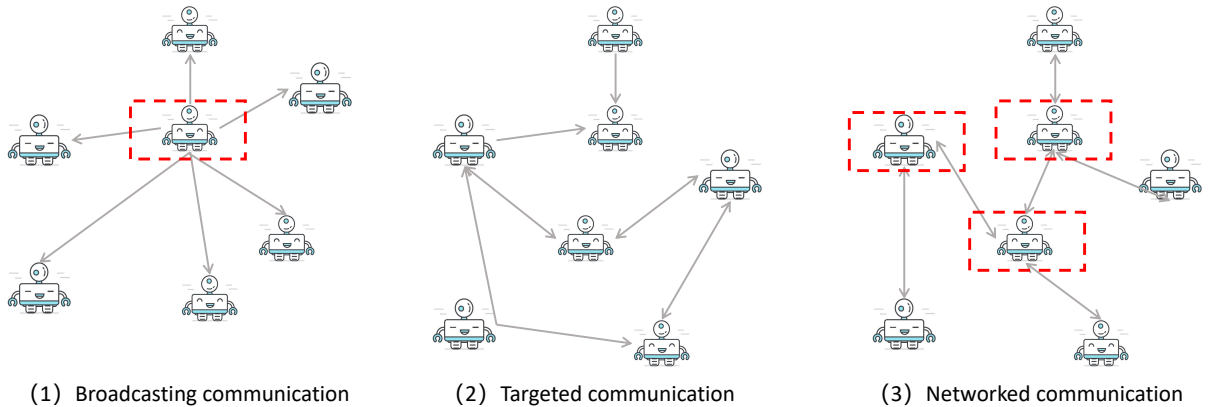 (1) Broadcasting communication
(2) Targeted communication
(3) Networked communication